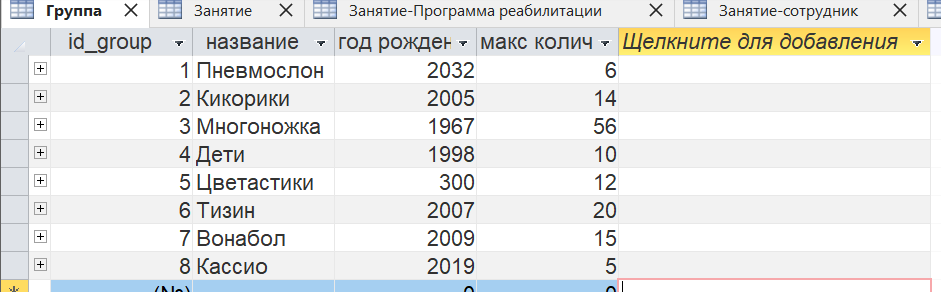 Группа Занятие Занятие-Программа реабилитации Занятие-сотрудник
id_group название год рожден макс колич Щелкните для добавления
1 Пневмослон 2032 6
2 Кикорики 2005 14
3 Многоножка 1967 56
4 Дети 1998 10
5 Цветастики 300 12
6 Тизин 2007 20
7 Вонабол 2009 15
8 Кассио 2019 5
(№) 0 0